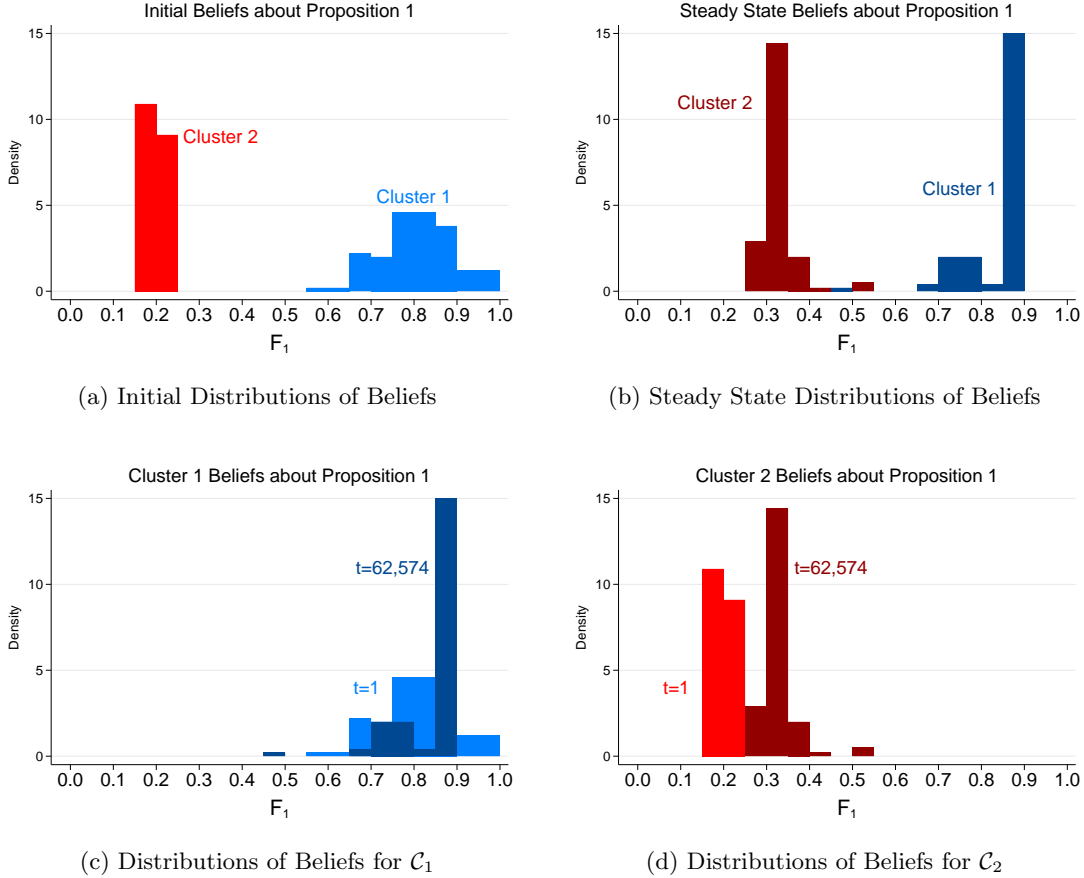 Initial Beliefs about Proposition 1
15
10
5
0
Density
Cluster 2
Cluster 1
0.0 0.1 0.2 0.3 0.4 0.5 0.6 0.7 0.8 0.9 1.0
F₁
(a) Initial Distributions of Beliefs
Steady State Beliefs about Proposition 1
15
10
5
0
Density
Cluster 2
Cluster 1
0.0 0.1 0.2 0.3 0.4 0.5 0.6 0.7 0.8 0.9 1.0
F₁
(b) Steady State Distributions of Beliefs
Cluster 1 Beliefs about Proposition 1
15
10
5
0
Density
t=62,574
t=1
0.0 0.1 0.2 0.3 0.4 0.5 0.6 0.7 0.8 0.9 1.0
F₁
(c) Distributions of Beliefs for 𝒞₁
Cluster 2 Beliefs about Proposition 1
15
10
5
0
Density
t=62,574
t=1
0.0 0.1 0.2 0.3 0.4 0.5 0.6 0.7 0.8 0.9 1.0
F₁
(d) Distributions of Beliefs for 𝒞₂